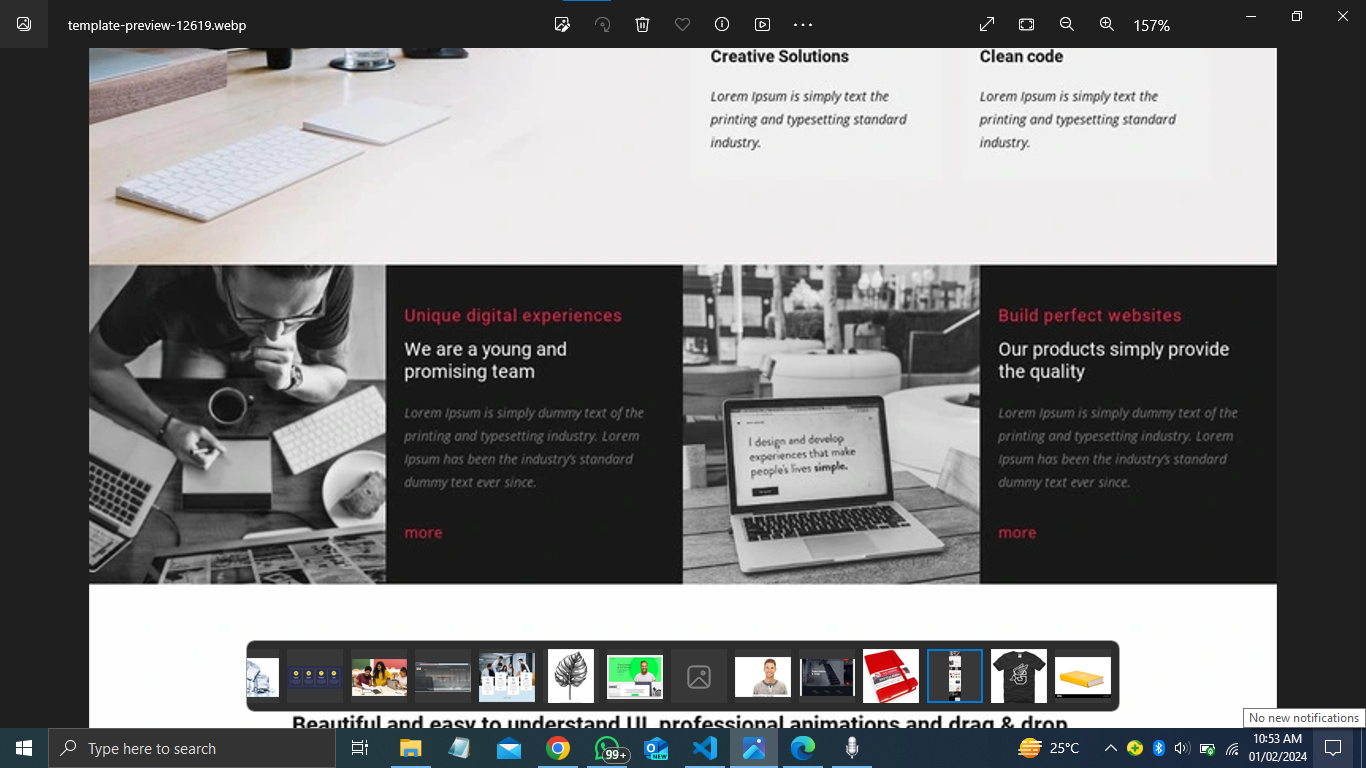 template-preview-12619.webp
157%
Creative Solutions
Clean code
Lorem Ipsum is simply text the
printing and typesetting standard
industry.
Lorem Ipsum is simply text the
printing and typesetting standard
industry.
Unique digital experiences
We are a young and
promising team
Lorem Ipsum is simply dummy text of the
printing and typesetting industry. Lorem
Ipsum has been the industry's standard
dummy text ever since.
more
I design and develop
experiences that make
people's lives simple.
Build perfect websites
Our products simply provide
the quality
Lorem Ipsum is simply dummy text of the
printing and typesetting industry. Lorem
Ipsum has been the industry's standard
dummy text ever since.
more
Beautiful and easy to understand UI, professional animations and drag & drop
No new notifications
Type here to search
99+
NEW
25°C
10:53 AM
01/02/2024